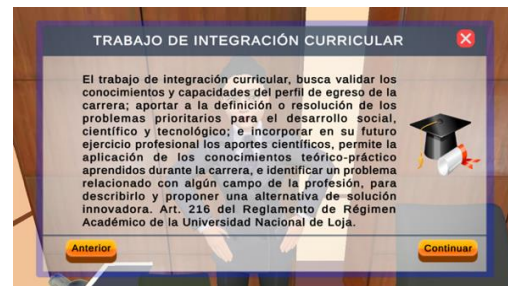 TRABAJO DE INTEGRACIÓN CURRICULAR
El trabajo de integración curricular, busca validar los
conocimientos y capacidades del perfil de egreso de la
carrera; aportar a la definición o resolución de los
problemas prioritarios para el desarrollo social,
científico y tecnológico; e incorporar en su futuro
ejercicio profesional los aportes científicos, permite la
aplicación de los conocimientos teórico-práctico
aprendidos durante la carrera, e identificar un problema
relacionado con algún campo de la profesión, para
describirlo y proponer una alternativa de solución
innovadora. Art. 216 del Reglamento de Régimen
Académico de la Universidad Nacional de Loja.
Anterior
Continuar